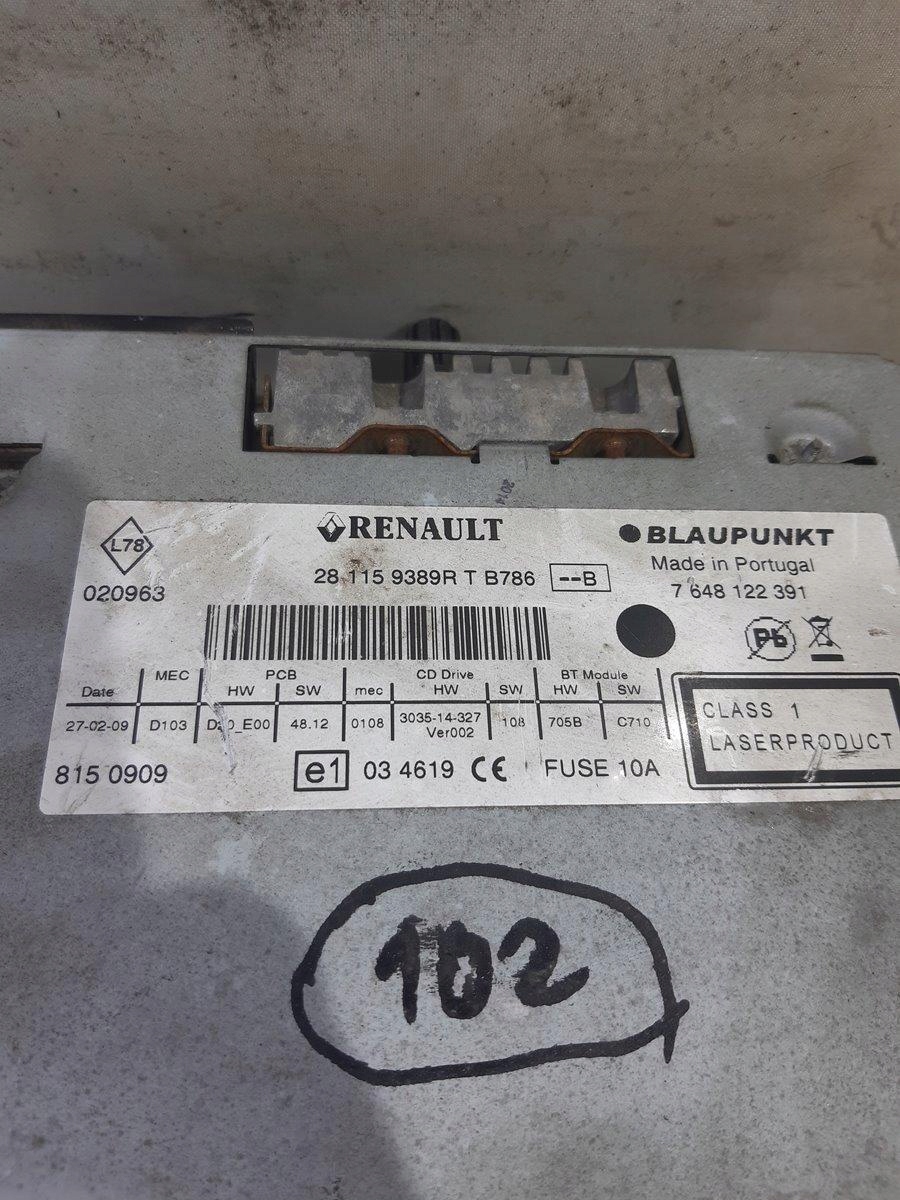 2014
L78
RENAULT
BLAUPUNKT
Made in Portugal
020963
28 115 9389R T B786 --B
7 648 122 391
Pb
MEC PCB CD Drive BT Module
Date HW SW mec HW SW HW SW
27-02-09 D103 D20_E00 48.12 0108 3035-14-327 108 705B C710
Ver002
CLASS 1
LASERPRODUCT
815 0909 e1 03 4619 CE FUSE 10A
102